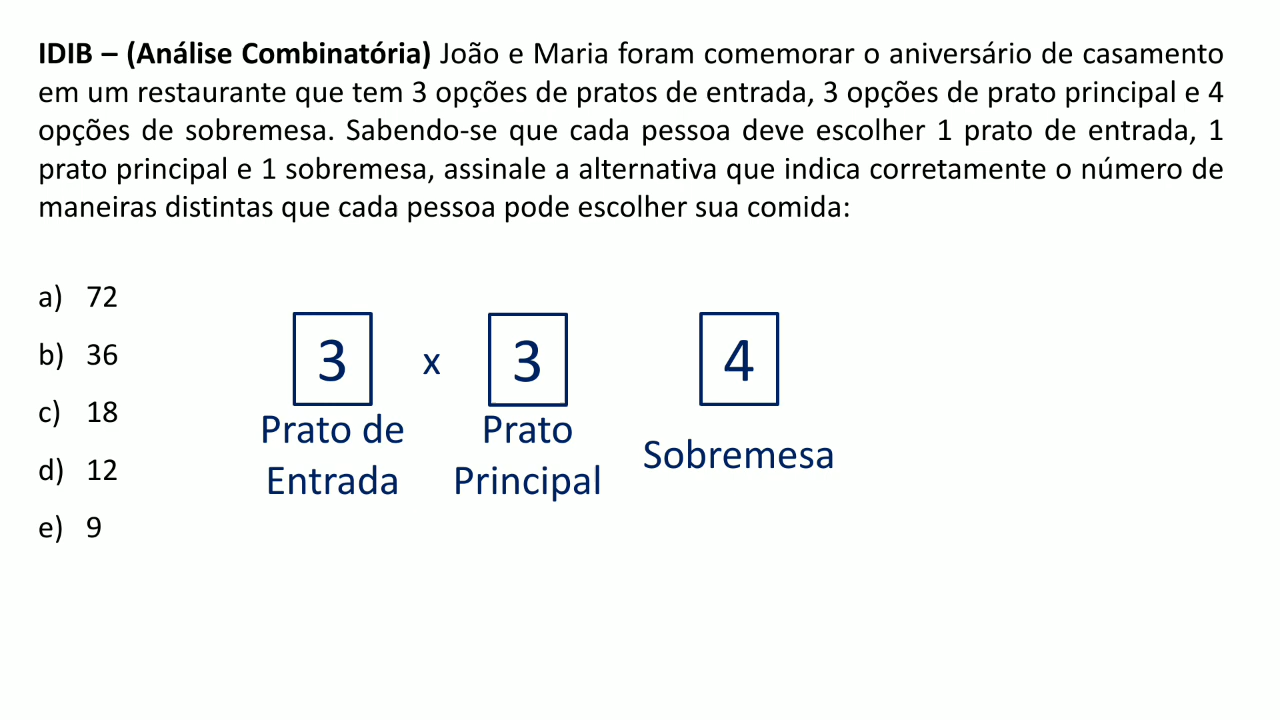 IDIB – (Análise Combinatória) João e Maria foram comemorar o aniversário de casamento
em um restaurante que tem 3 opções de pratos de entrada, 3 opções de prato principal e 4
opções de sobremesa. Sabendo-se que cada pessoa deve escolher 1 prato de entrada, 1
prato principal e 1 sobremesa, assinale a alternativa que indica corretamente o número de
maneiras distintas que cada pessoa pode escolher sua comida:
a) 72
b) 36
c) 18
d) 12
e) 9
3 x 3 4
Prato de
Entrada
Prato
Principal
Sobremesa